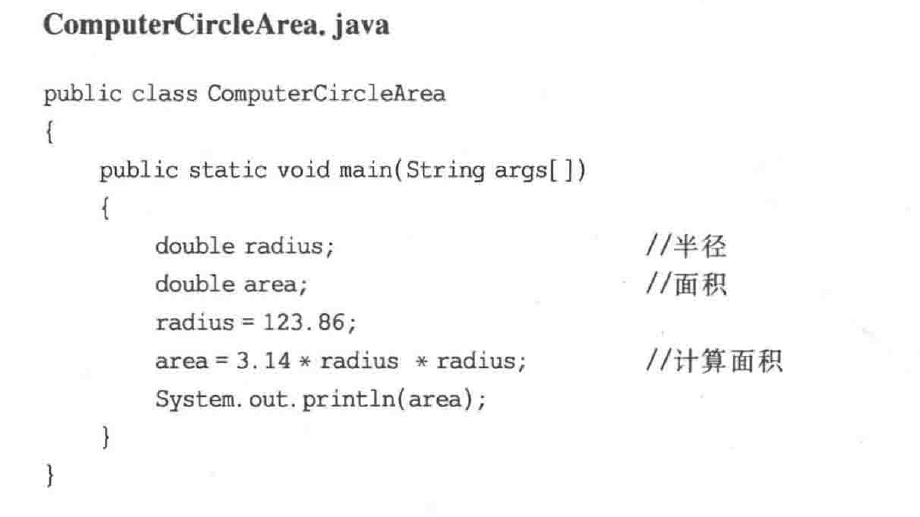 ComputerCircleArea.java
public class ComputerCircleArea
{
public static void main(String args[])
{
double radius; //半径
double area; //面积
radius = 123.86;
area = 3.14 * radius * radius; //计算面积
System.out.println(area);
}
}